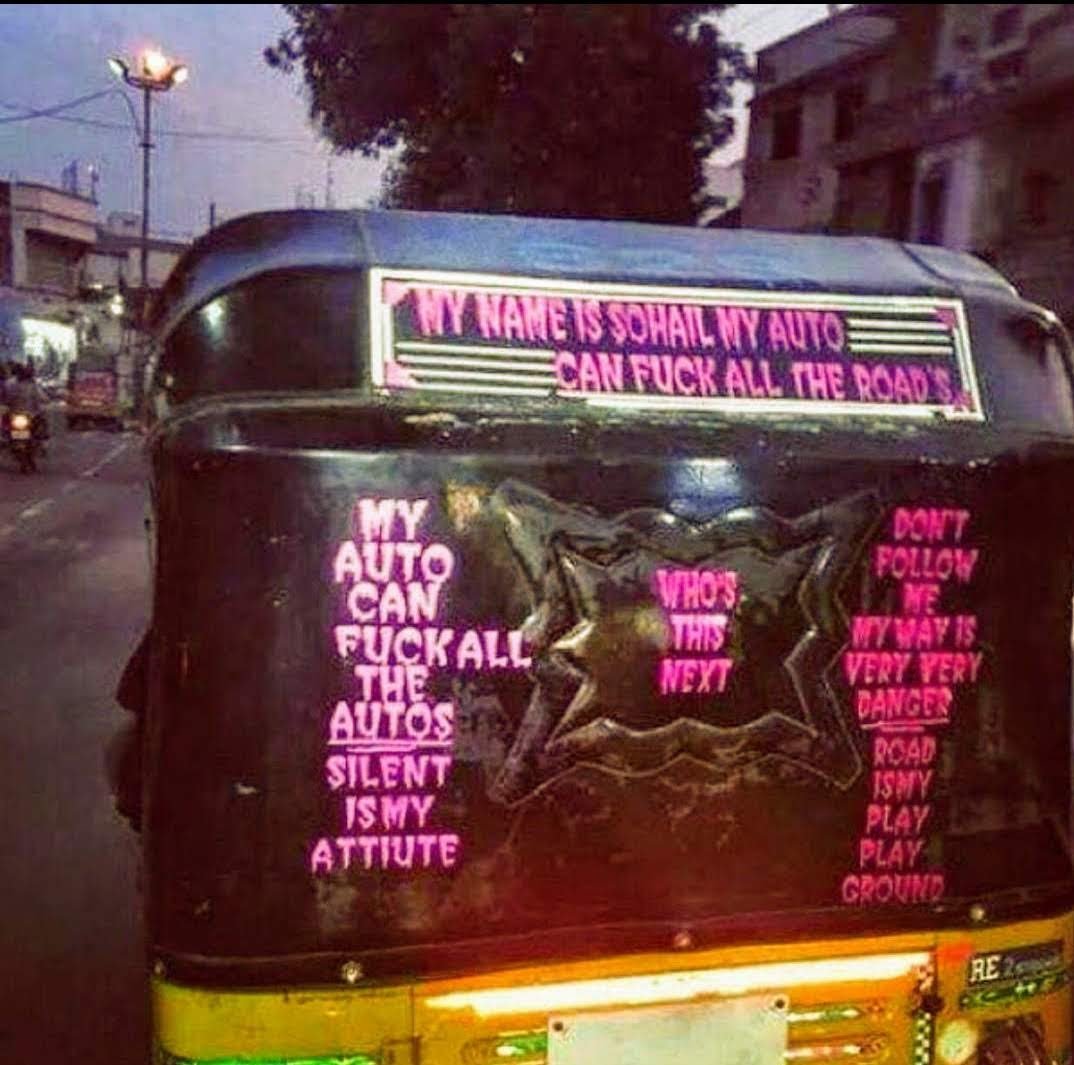 MY NAME IS SOHAIL MY AUTO
CAN FUCK ALL THE ROAD'S
MY
AUTO
CAN
FUCK ALL
THE
AUTOS
SILENT
IS MY
ATTIUTE
WHO'S
THIS
NEXT
DON'T
FOLLOW
ME
MY WAY IS
VERY VERY
DANGER
ROAD
IS MY
PLAY
PLAY
GROUND
RE